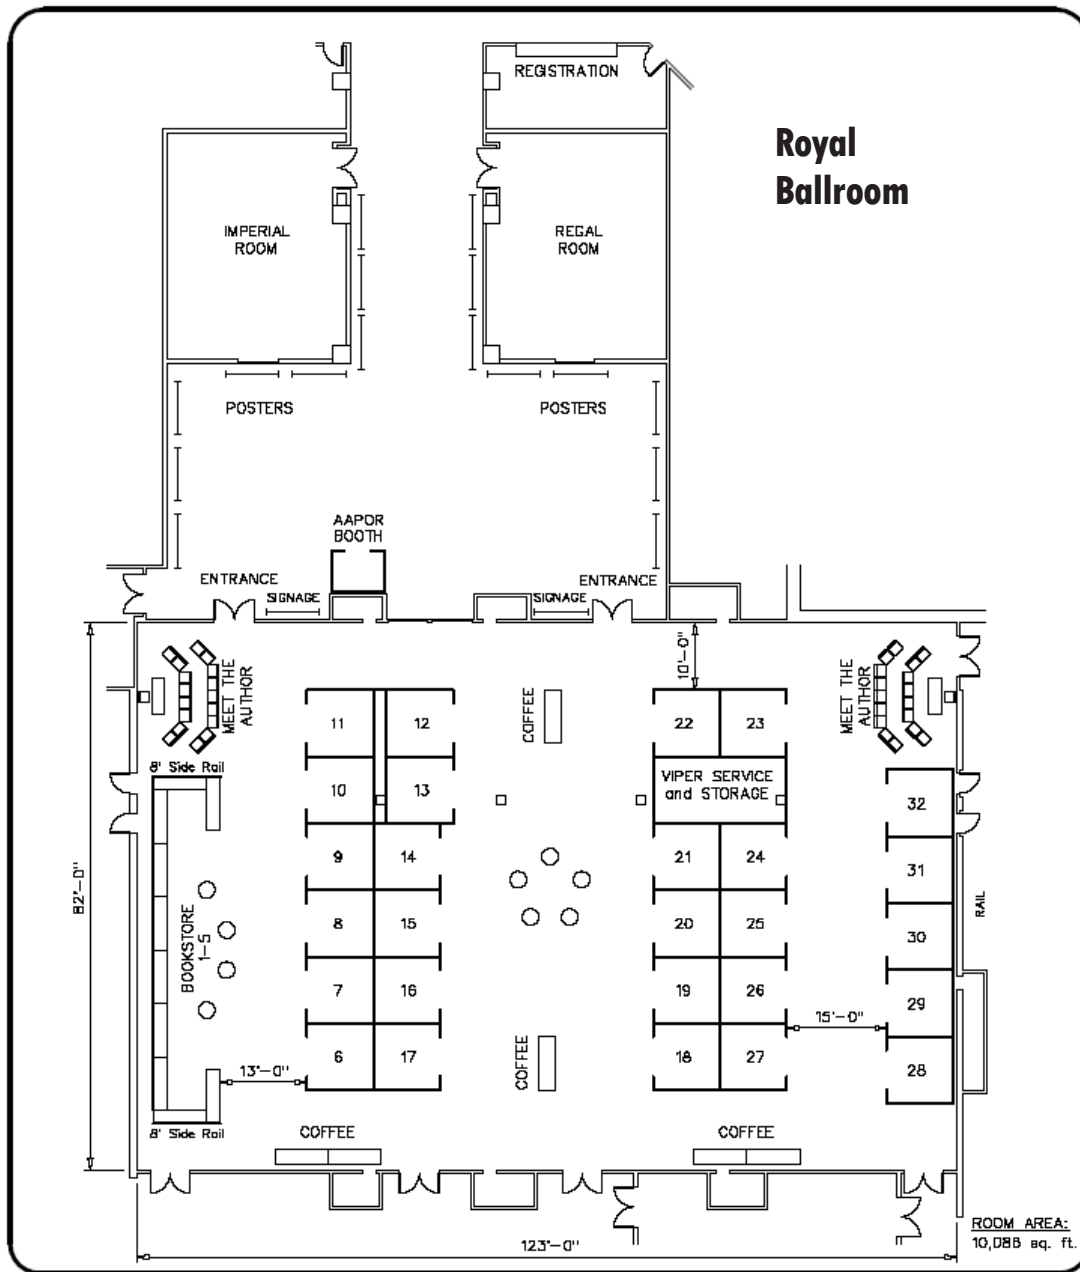 REGISTRATION
Royal
Ballroom
IMPERIAL
ROOM
REGAL
ROOM
POSTERS
POSTERS
AAPOR
BOOTH
ENTRANCE
SIGNAGE
SIGNAGE
ENTRANCE
MEET THE
AUTHOR
10'-0"
MEET THE
AUTHOR
11
12
COFFEE
22
23
8' Side Rail
10
13
VIPER SERVICE
and STORAGE
32
9
14
21
24
31
82'-0"
BOOKSTORE
1-5
8
15
20
25
30
RAIL
7
16
19
26
29
15'-0"
13'-0"
6
17
COFFEE
18
27
28
8' Side Rail
COFFEE
COFFEE
123'-0"
ROOM AREA:
sq. ft.